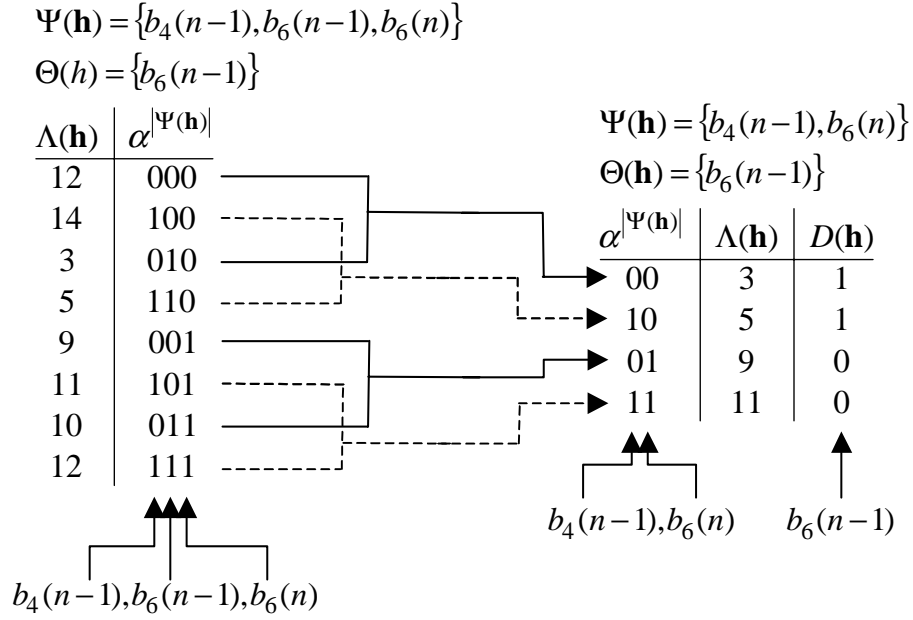 Ψ(h) = {b₄(n−1),b₆(n−1),b₆(n)}
Θ(h) = {b₆(n−1)}
Λ(h) α^|Ψ(h)|
12 000
14 100
3 010
5 110
9 001
11 101
10 011
12 111
b₄(n−1),b₆(n−1),b₆(n)
Ψ(h) = {b₄(n−1),b₆(n)}
Θ(h) = {b₆(n−1)}
α^|Ψ(h)| Λ(h) D(h)
00 3 1
10 5 1
01 9 0
11 11 0
b₄(n−1),b₆(n) b₆(n−1)